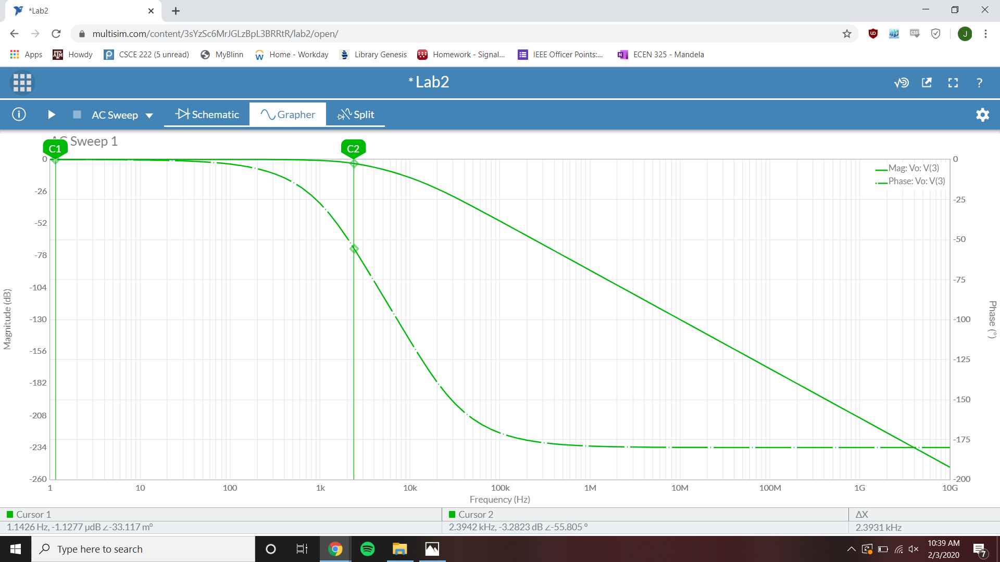 *Lab2
multisim.com/content/3sYzSc6MrJGLzBpL3BRRtR/lab2/open/
UD
CSS
J
Apps
Howdy
CSCE 222 (5 unread)
MyBlinn
Home - Workday
Library Genesis
Homework - Signal...
IEEE Officer Points:...
ECEN 325 - Mandela
* Lab2
?
AC Sweep
Schematic
Grapher
Split
AC Sweep 1
C1
C2
Mag: Vo: V(3)
Phase: Vo: V(3)
Magnitude (dB)
0
-26
-52
-78
-104
-130
-156
-182
-208
-234
-260
0
-25
-50
-75
-100
-125
-150
-175
-200
Phase (°)
1 10 100 1k 10k 100k 1M 10M 100M 1G 10G
Frequency (Hz)
Cursor 1
Cursor 2
ΔX
1.1426 Hz, -1.1277 µdB ∠-33.117 m°
2.3942 kHz, -3.2823 dB ∠-55.805 °
2.3931 kHz
Type here to search
10:39 AM
2/3/2020
7